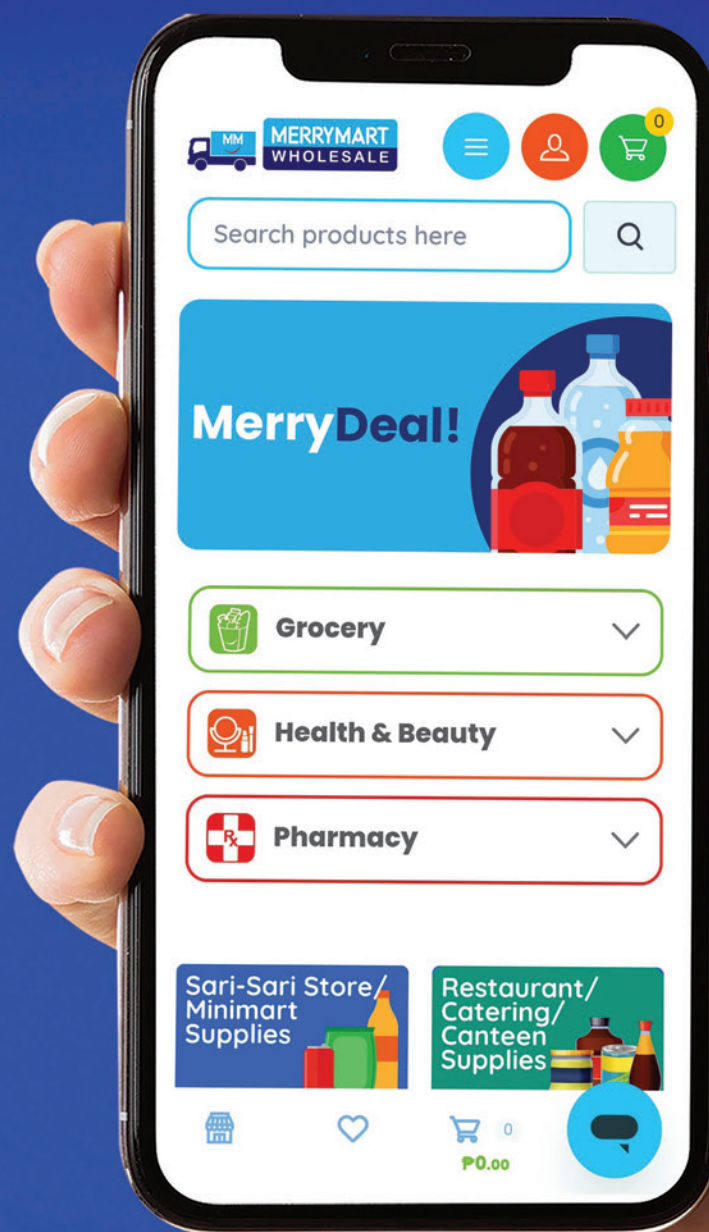 MM
MERRYMART
WHOLESALE
0
Search products here
MerryDeal!
Grocery
Health & Beauty
Rx
Pharmacy
Sari-Sari Store/
Minimart
Supplies
Restaurant/
Catering/
Canteen
Supplies
0
₱0.00